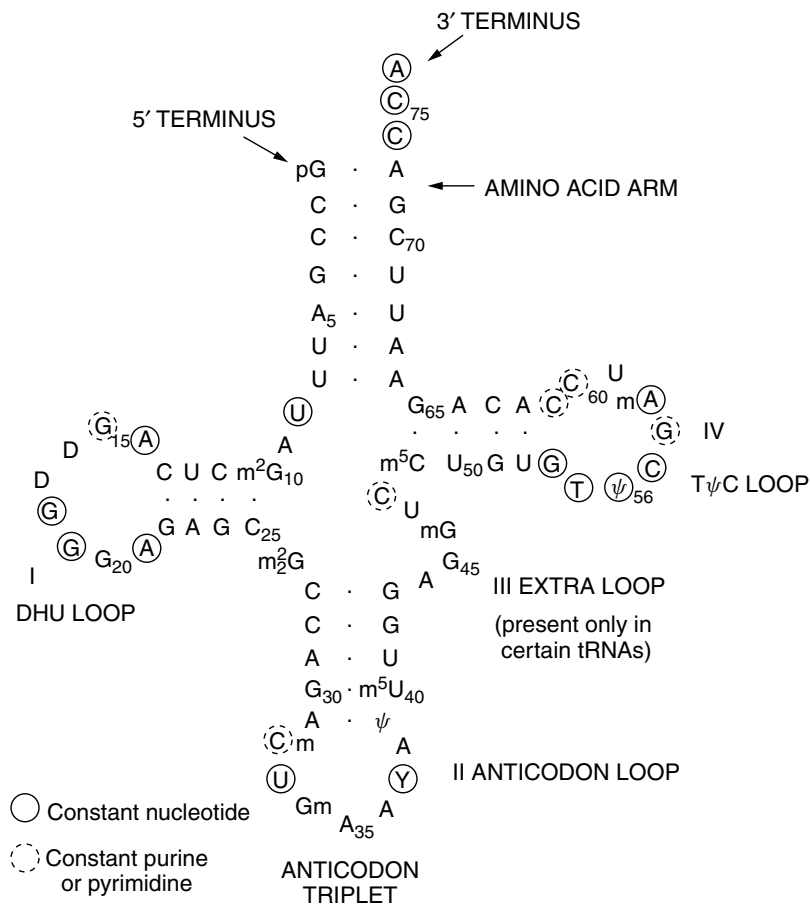 3′ TERMINUS
A
C75
5′ TERMINUS
C
pG · A
AMINO ACID ARM
C · G
C · C70
G · U
A5 · U
U · A
U · A
U
G65 A C A C C60 U mA
G15 A
A
G IV
D
C U C m²G10
· · · ·
· · · ·
m⁵C U50 G U G T ψ56 C
TψC LOOP
D
G
C
G A G C25
U mG
G G20 A
m²₂G
G45
I
A
III EXTRA LOOP
DHU LOOP
C · G
(present only in
C · G
certain tRNAs)
A · U
G30 · m⁵U40
A · ψ
C m
A
II ANTICODON LOOP
U
Y
Gm A35 A
Constant nucleotide
Constant purine
or pyrimidine
ANTICODON
TRIPLET